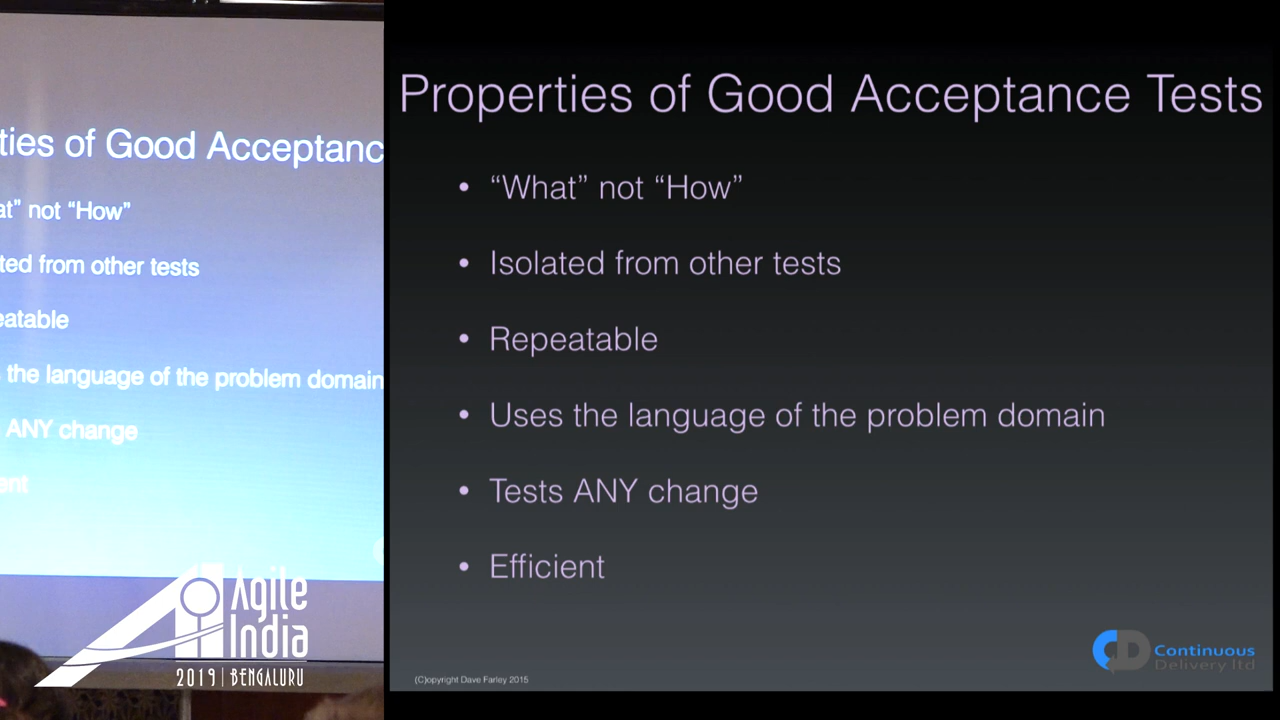 ties of Good Acceptanc
at” not “How”
ted from other tests
eatable
the language of the problem domain
ANY change
ent
Agile
India
2019 | BENGALURU
Properties of Good Acceptance Tests
• “What” not “How”
• Isolated from other tests
• Repeatable
• Uses the language of the problem domain
• Tests ANY change
• Efficient
(C)opyright Dave Farley 2015
CD Continuous
Delivery ltd